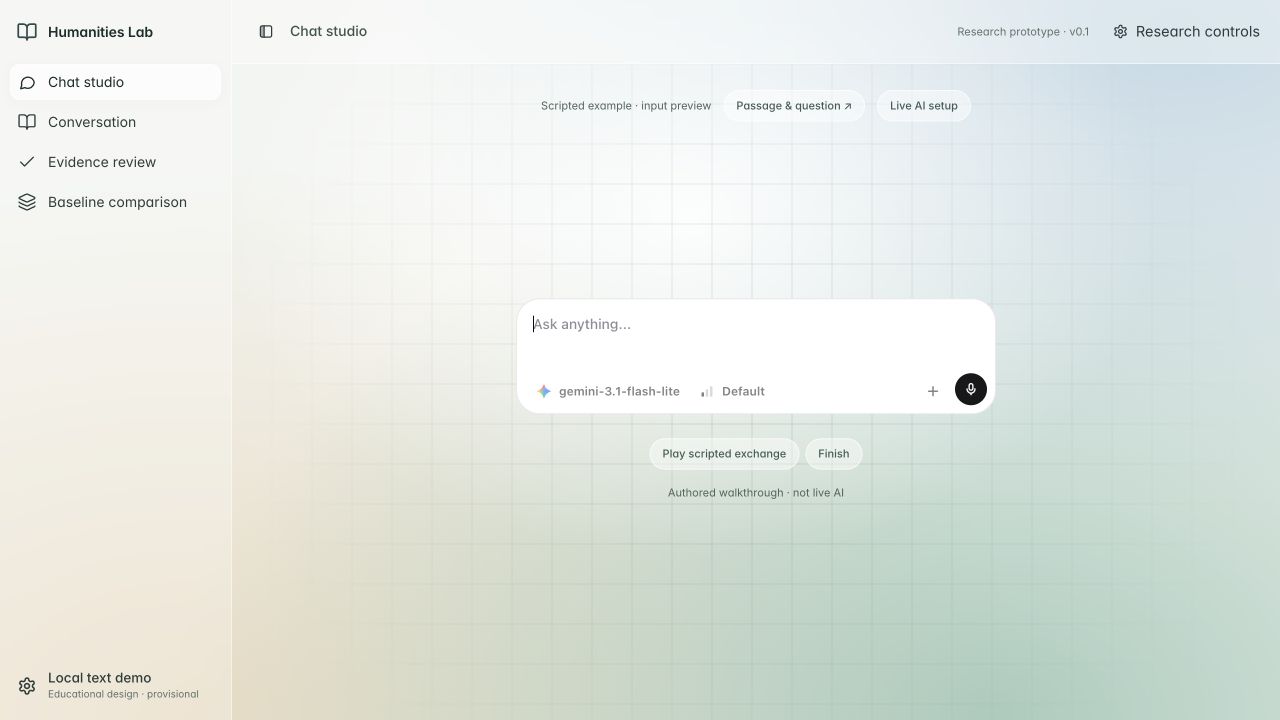 Humanities Lab
Chat studio
Conversation
Evidence review
Baseline comparison
Local text demo
Educational design · provisional
Chat studio
Research prototype · v0.1
Research controls
Scripted example · input preview
Passage & question ↗
Live AI setup
Ask anything...
gemini-3.1-flash-lite
Default
Play scripted exchange
Finish
Authored walkthrough · not live AI